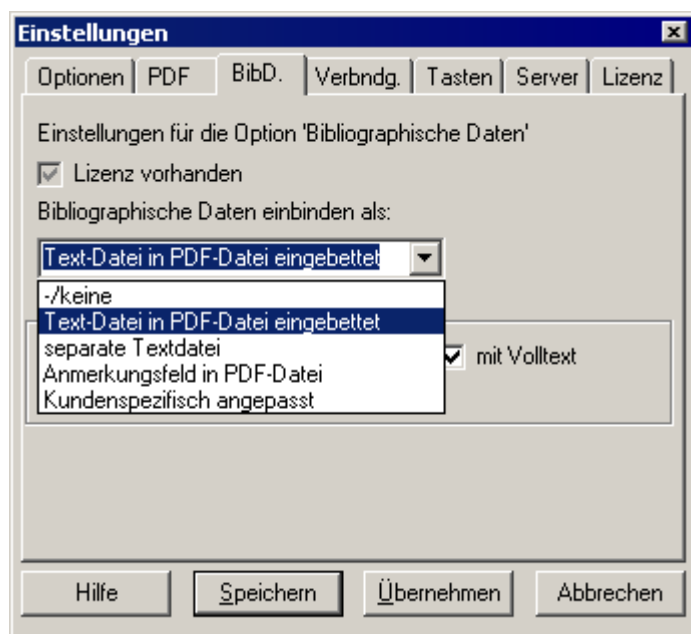 Einstellungen
Optionen PDF BibD. Verbndg. Tasten Server Lizenz
Einstellungen für die Option 'Bibliographische Daten'
Lizenz vorhanden
Bibliographische Daten einbinden als:
Text-Datei in PDF-Datei eingebettet
-/keine
Text-Datei in PDF-Datei eingebettet
separate Textdatei
mit Volltext
Anmerkungsfeld in PDF-Datei
Kundenspezifisch angepasst
Hilfe Speichern Übernehmen Abbrechen